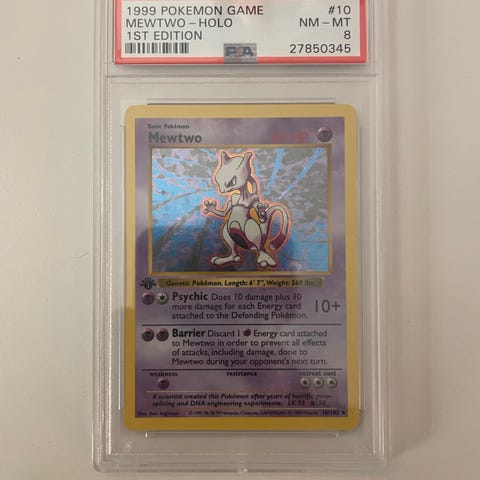 1999 POKEMON GAME #10
MEWTWO - HOLO NM - MT
1ST EDITION PSA 8
27850345
Basic Pokémon
Mewtwo
Genetic Pokémon. Length: 6' 7", Weight: 269 lbs.
Psychic Does 10 damage plus 10
more damage for each Energy card
attached to the Defending Pokémon.
10+
Barrier Discard 1 Energy card attached
to Mewtwo in order to prevent all effects
of attacks, including damage, done to
Mewtwo during your opponent's next turn.
weakness resistance retreat cost
A scientist created this Pokémon after years of horrific gene-
splicing and DNA engineering experiments. LV. 53
10/102 ★